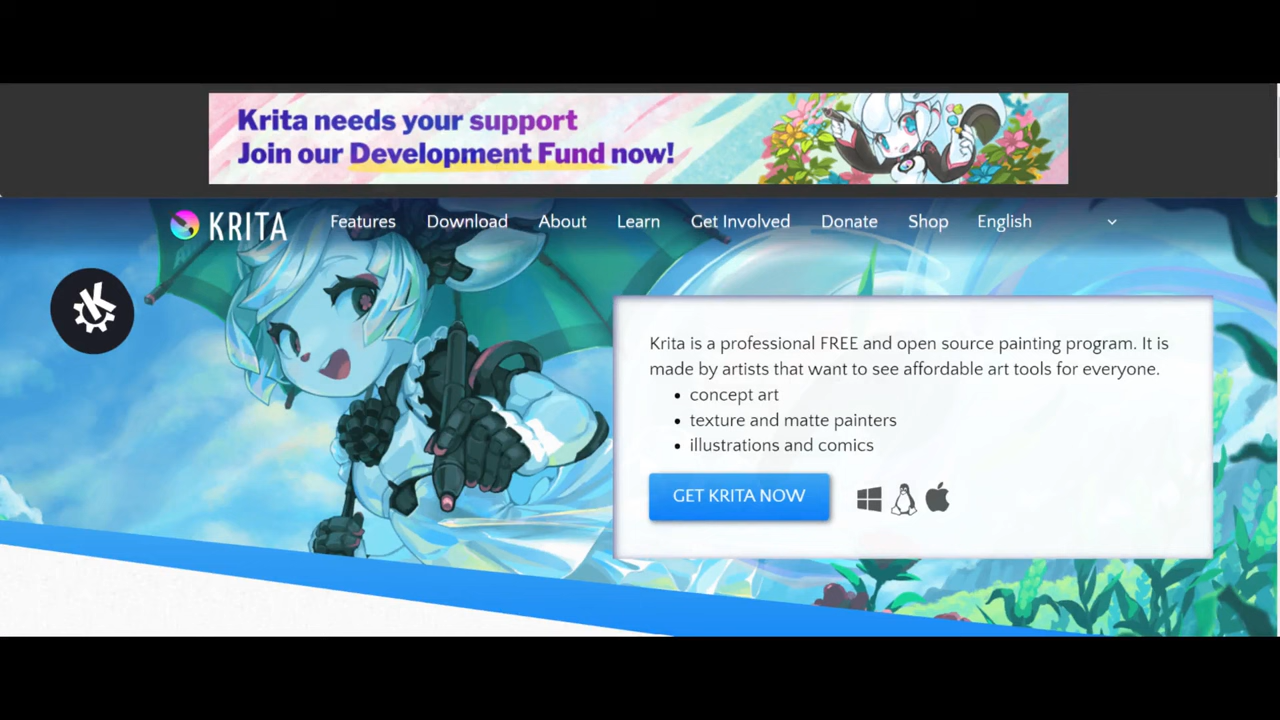 Krita needs your support
Join our Development Fund now!
KRITA
Features
Download
About
Learn
Get Involved
Donate
Shop
English
Krita is a professional FREE and open source painting program. It is
made by artists that want to see affordable art tools for everyone.
• concept art
• texture and matte painters
• illustrations and comics
GET KRITA NOW